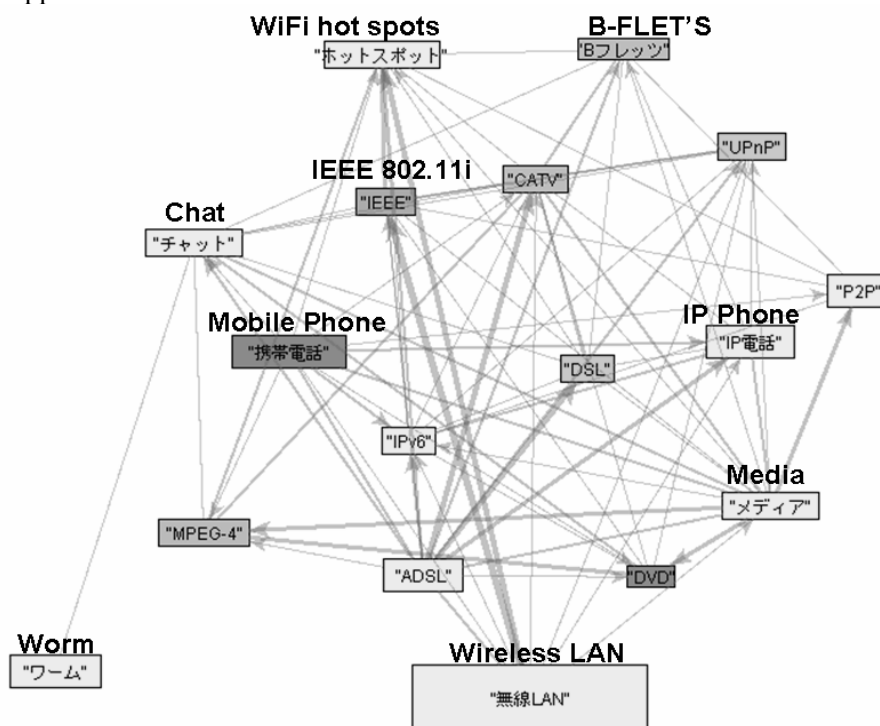 WiFi hot spots
"ホットスポット"
B-FLET'S
"Bフレッツ"
"UPnP"
IEEE 802.11i
"IEEE"
"CATV"
Chat
"チャット"
"P2P"
Mobile Phone
"携帯電話"
IP Phone
"IP電話"
"DSL"
"IPv6"
Media
"メディア"
"MPEG-4"
"ADSL"
"DVD"
Worm
"ワーム"
Wireless LAN
"無線LAN"